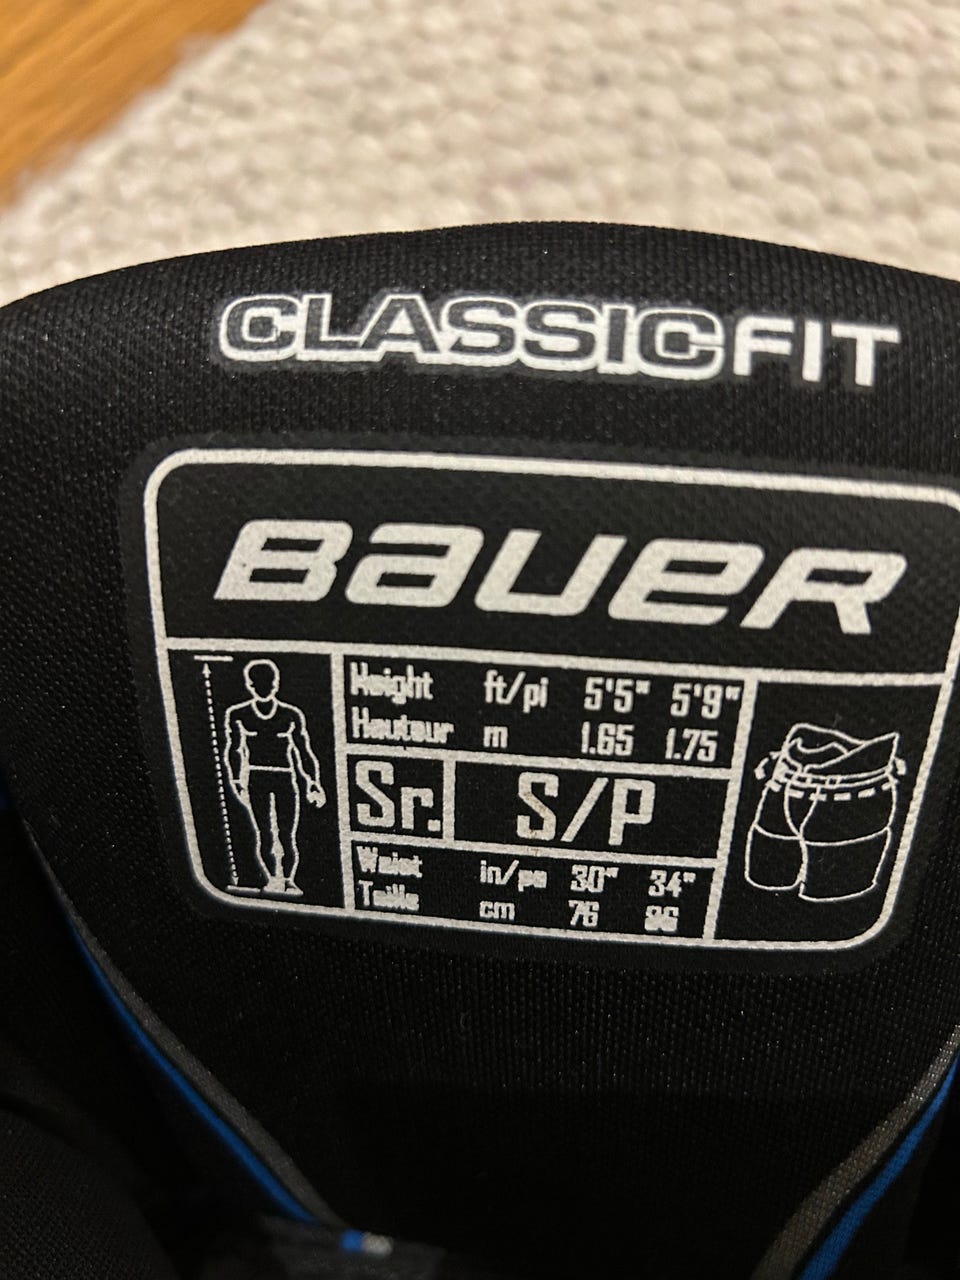 CLASSICFIT
BAUER
Height ft/pi 5'5" 5'9"
Hauteur m 1.65 1.75
Sr. S/P
Waist in/po 30" 34"
Taille cm 76 86